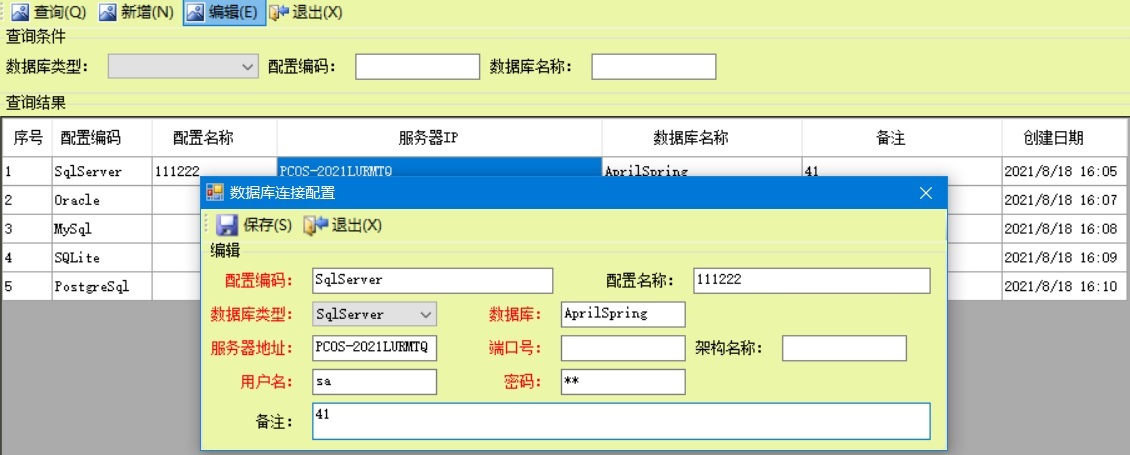 查询(Q) 新增(N) 编辑(E) 退出(X)
查询条件
数据库类型: 配置编码: 数据库名称:
查询结果
序号 配置编码 配置名称 服务器IP 数据库名称 备注 创建日期
1 SqlServer 111222 PCOS-2021LURMTQ AprilSpring 41 2021/8/18 16:05
2 Oracle 2021/8/18 16:07
3 MySql 2021/8/18 16:08
4 SQLite 2021/8/18 16:09
5 PostgreSql 2021/8/18 16:10
数据库连接配置
保存(S) 退出(X)
编辑
配置编码: SqlServer 配置名称: 111222
数据库类型: SqlServer 数据库: AprilSpring
服务器地址: PCOS-2021LURMTQ 端口号: 架构名称:
用户名: sa 密码: **
备注: 41